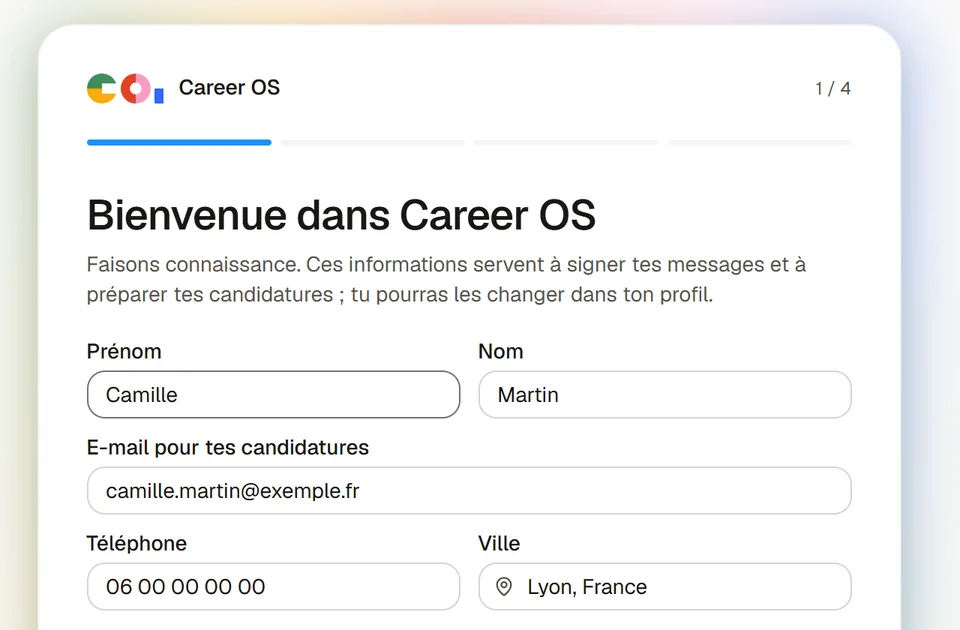 Career OS
1 / 4
Bienvenue dans Career OS
Faisons connaissance. Ces informations servent à signer tes messages et à
préparer tes candidatures ; tu pourras les changer dans ton profil.
Prénom
Nom
Camille
Martin
E-mail pour tes candidatures
camille.martin@exemple.fr
Téléphone
Ville
06 00 00 00 00
Lyon, France